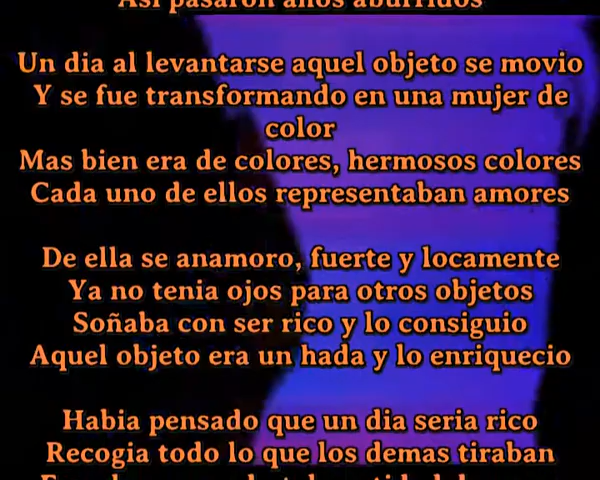 Asi pasaron años aburridos
Un dia al levantarse aquel objeto se movio
Y se fue transformando en una mujer de
color
Mas bien era de colores, hermosos colores
Cada uno de ellos representaban amores
De ella se anamoro, fuerte y locamente
Ya no tenia ojos para otros objetos
Soñaba con ser rico y lo consiguio
Aquel objeto era un hada y lo enriquecio
Habia pensado que un dia seria rico
Recogia todo lo que los demas tiraban